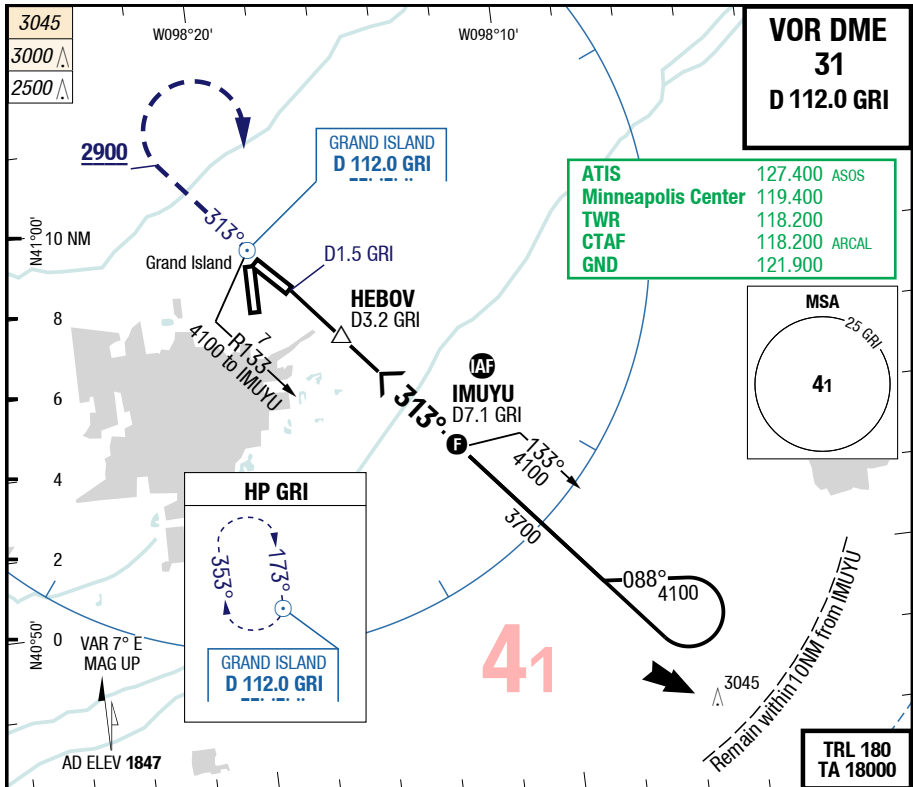 3045
3000
2500
W098°20'
W098°10'
VOR DME
31
D 112.0 GRI
ATIS 127.400 ASOS
Minneapolis Center 119.400
TWR 118.200
CTAF 118.200 ARCAL
GND 121.900
2900
GRAND ISLAND
D 112.0 GRI
313°
N41°00'
10 NM
Grand Island
D1.5 GRI
HEBOV
D3.2 GRI
8
7
R133
4100 to IMUYU
MSA
25 GRI
41
IAF
IMUYU
D7.1 GRI
313°
F
6
133°
4100
4
HP GRI
3700
353°
173°
2
088°
4100
0
N40°50'
GRAND ISLAND
D 112.0 GRI
VAR 7° E
MAG UP
41
3045
Remain within 10NM from IMUYU
AD ELEV 1847
TRL 180
TA 18000